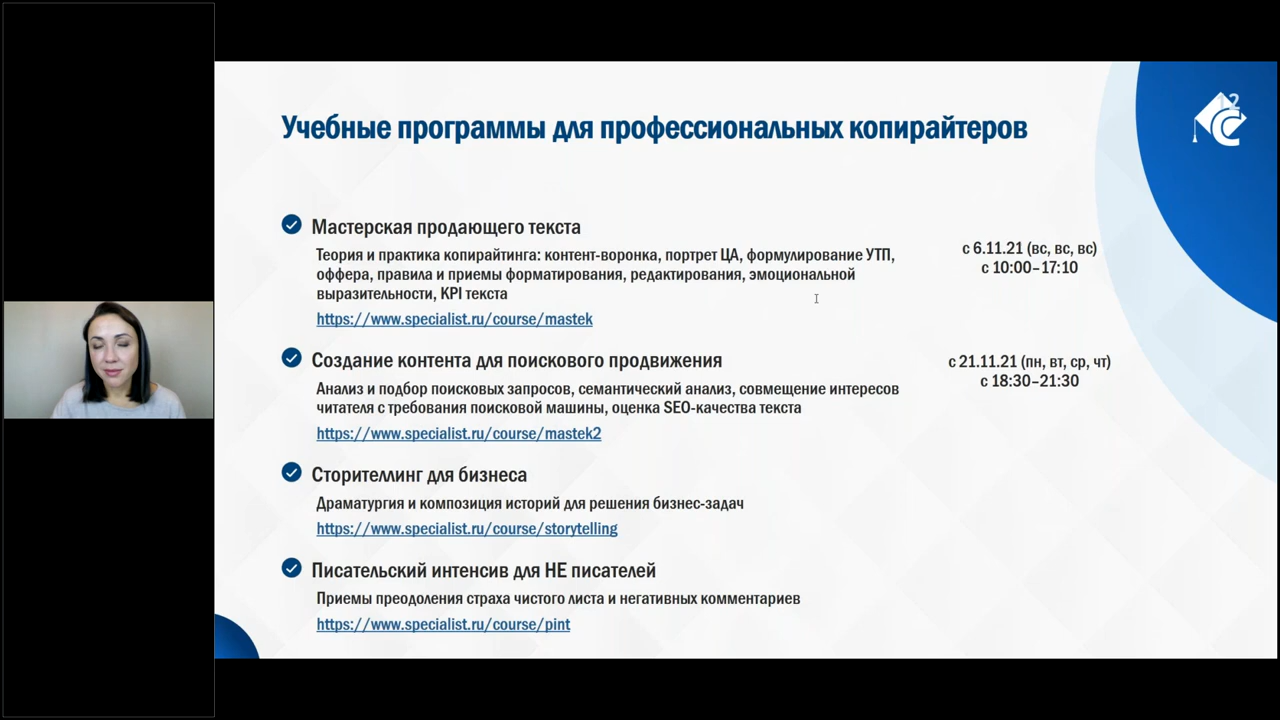 Учебные программы для профессиональных копирайтеров
2
C
Мастерская продающего текста
Теория и практика копирайтинга: контент-воронка, портрет ЦА, формулирование УТП,
оффера, правила и приемы форматирования, редактирования, эмоциональной
выразительности, KPI текста
https://www.specialist.ru/course/mastek
с 6.11.21 (вс, вс, вс)
с 10:00–17:10
Создание контента для поискового продвижения
Анализ и подбор поисковых запросов, семантический анализ, совмещение интересов
читателя с требования поисковой машины, оценка SEO-качества текста
https://www.specialist.ru/course/mastek2
с 21.11.21 (пн, вт, ср, чт)
с 18:30–21:30
Сторителлинг для бизнеса
Драматургия и композиция историй для решения бизнес-задач
https://www.specialist.ru/course/storytelling
Писательский интенсив для НЕ писателей
Приемы преодоления страха чистого листа и негативных комментариев
https://www.specialist.ru/course/pint